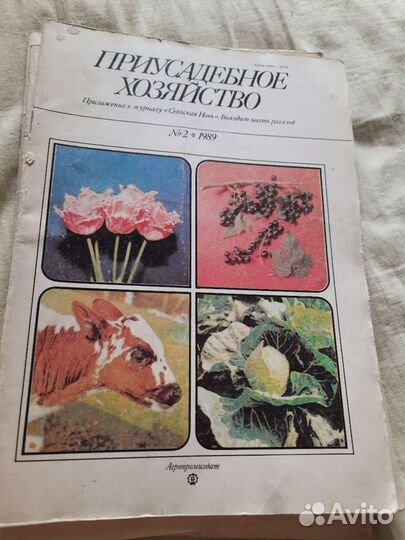 ПРИУСАДЕБНОЕ
ХОЗЯЙСТВО
Приложение к журналу «Сельская Новь». Выходит шесть раз в год
№ 2 1989
Агропромиздат
Avito